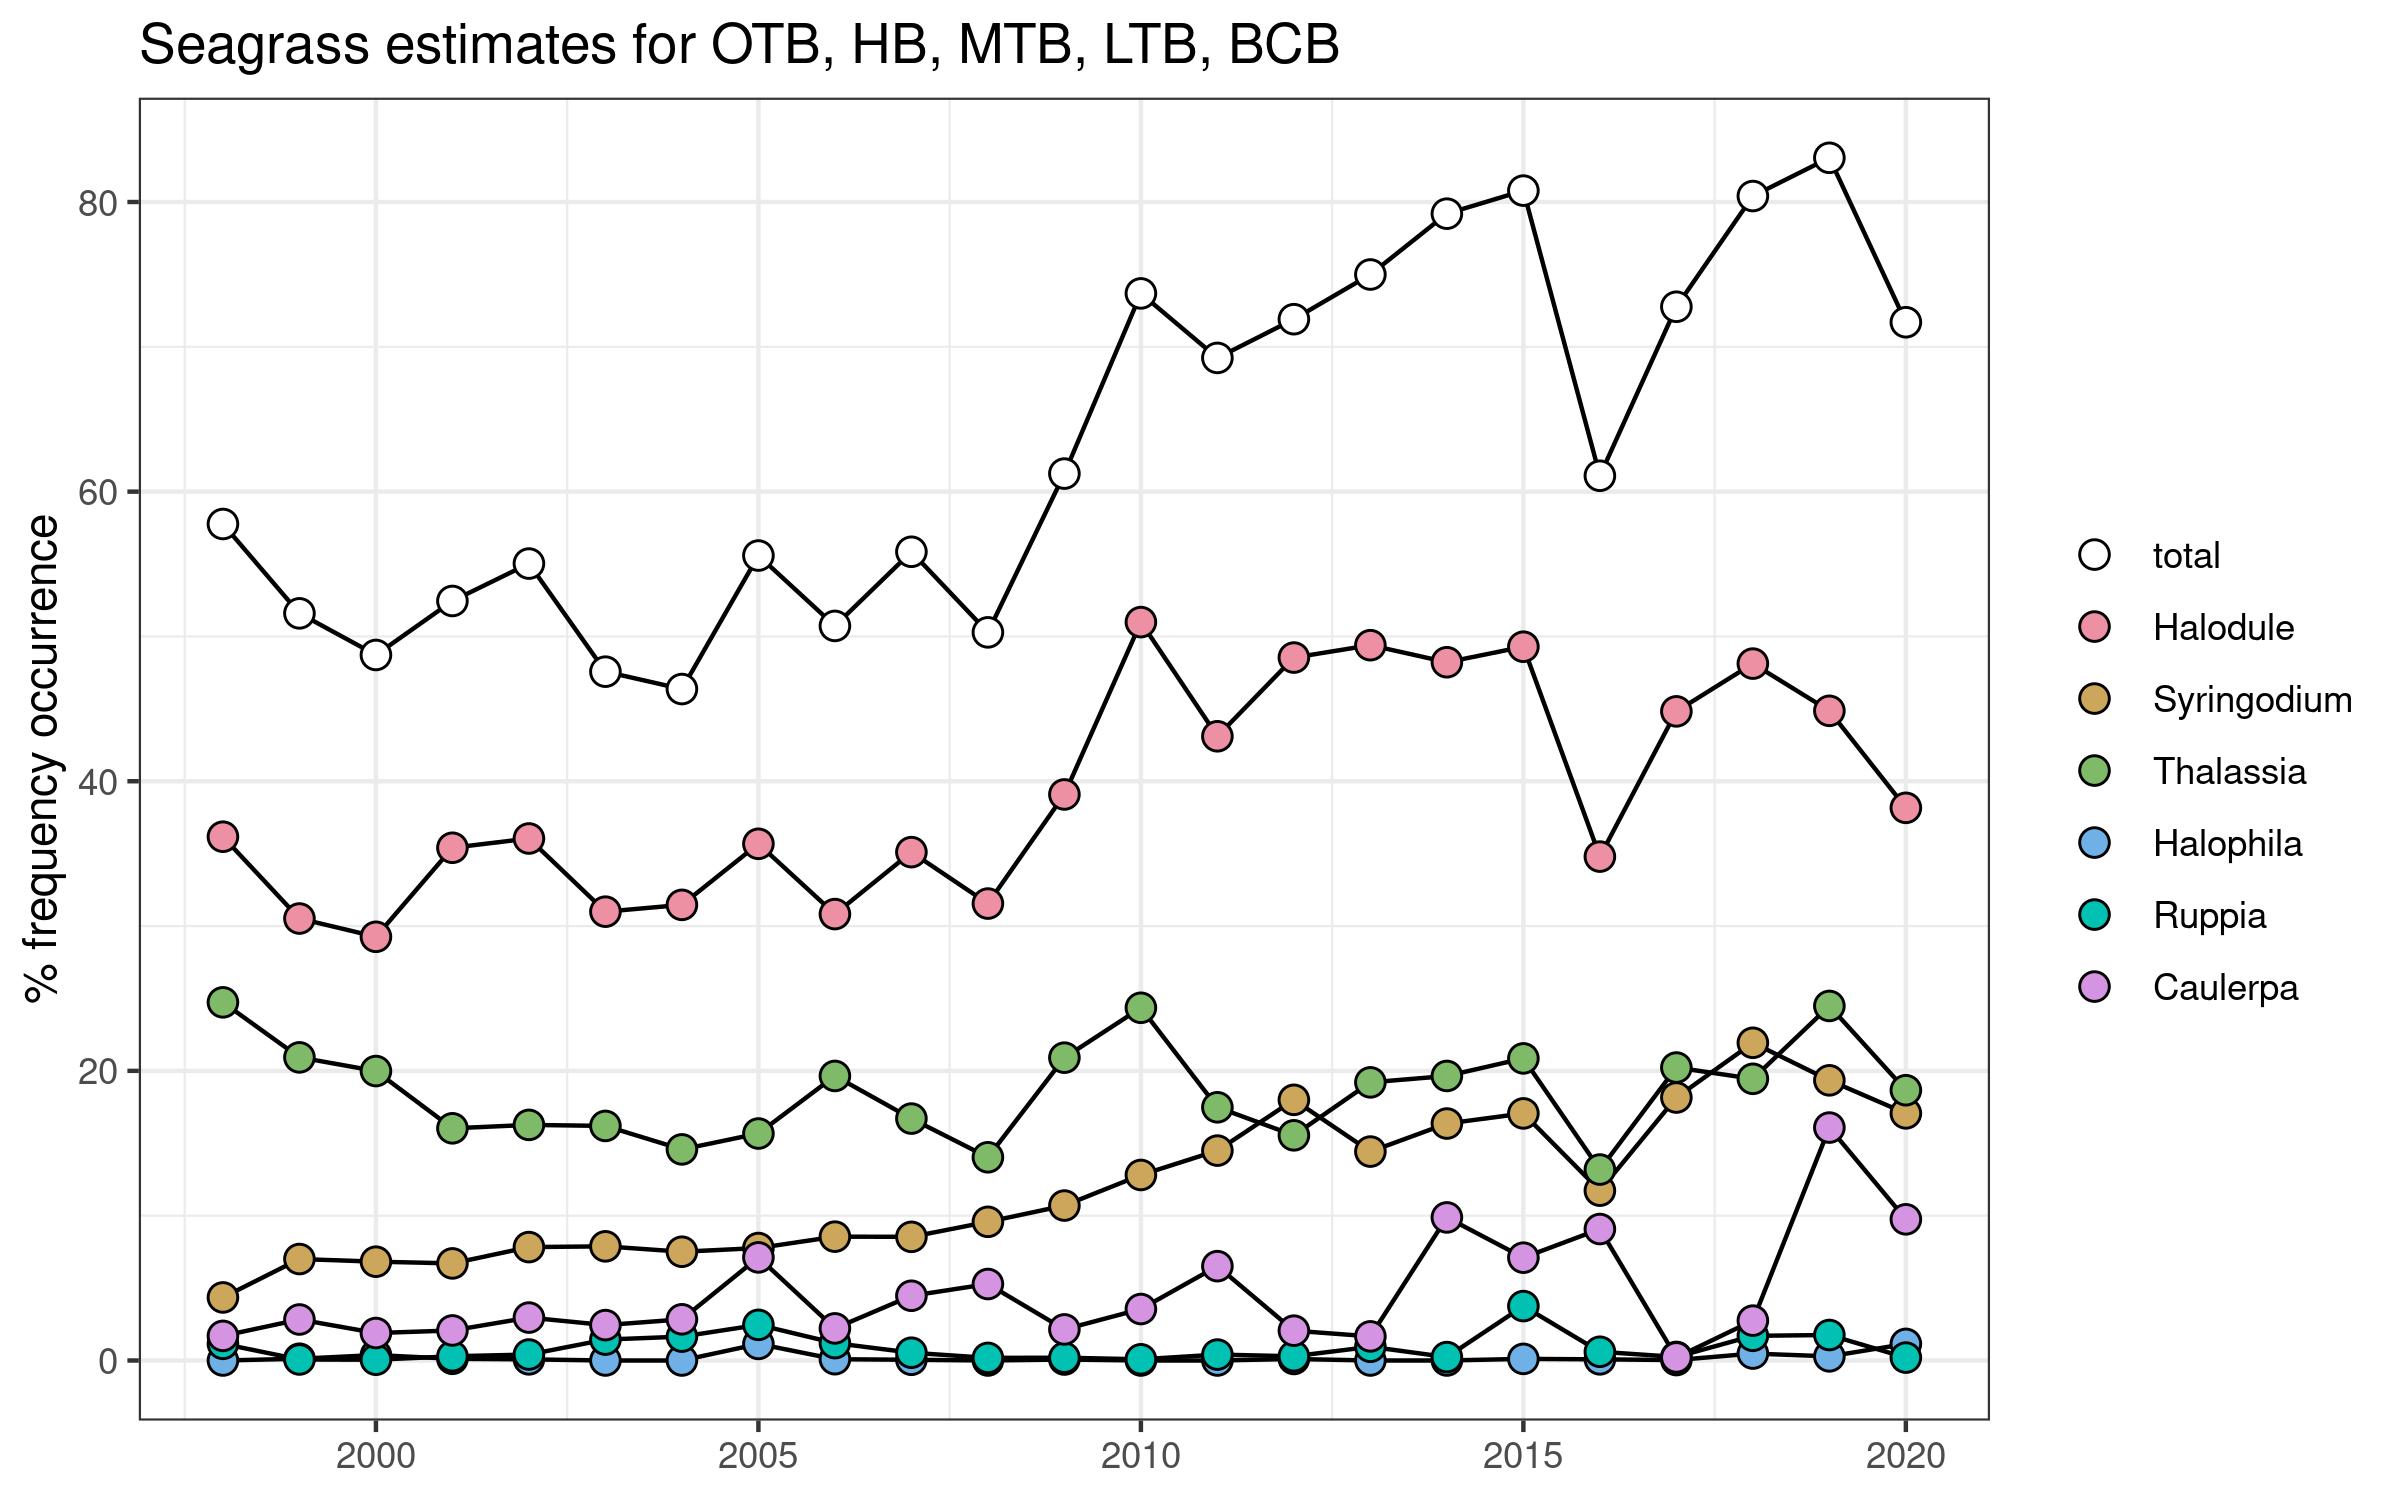 Seagrass estimates for OTB, HB, MTB, LTB, BCB
% frequency occurrence
80
60
40
20
0
2000 2005 2010 2015 2020
total
Halodule
Syringodium
Thalassia
Halophila
Ruppia
Caulerpa